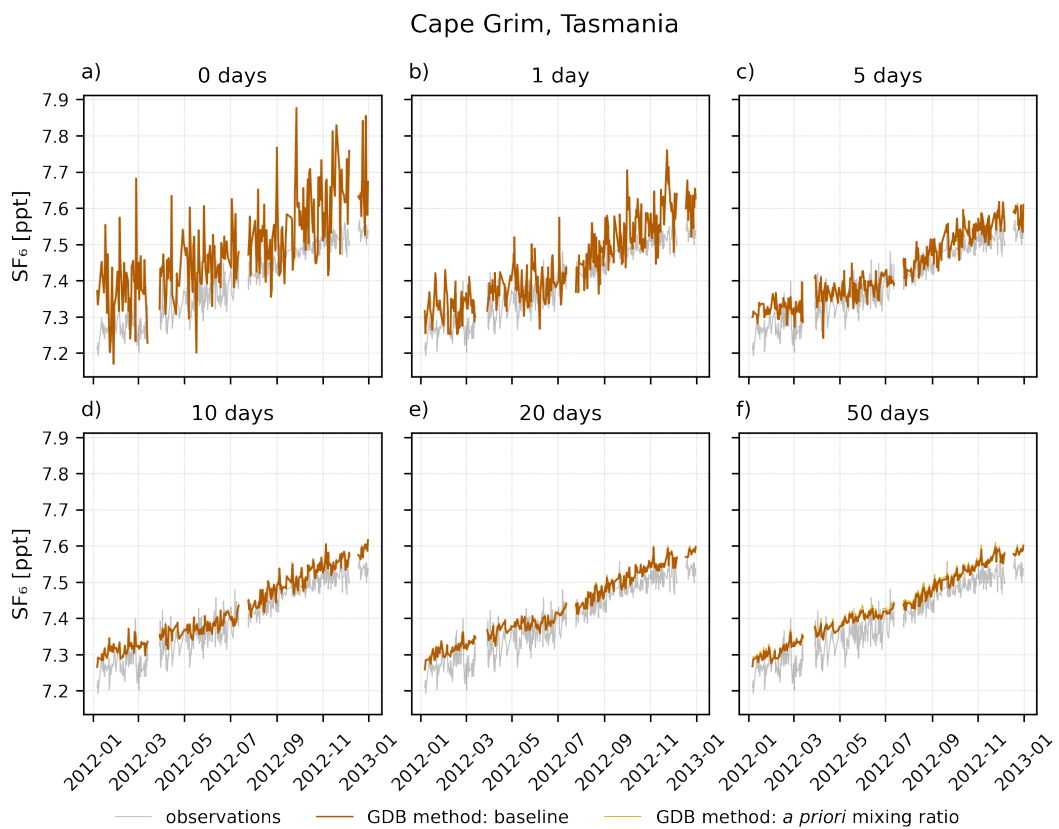 Cape Grim, Tasmania
a) 0 days
b) 1 day
c) 5 days
7.9
7.8
7.7
7.6
7.5
7.4
7.3
7.2
SF₆ [ppt]
d) 10 days
e) 20 days
f) 50 days
7.9
7.8
7.7
7.6
7.5
7.4
7.3
7.2
SF₆ [ppt]
2012-01 2012-03 2012-05 2012-07 2012-09 2012-11 2013-01
2012-01 2012-03 2012-05 2012-07 2012-09 2012-11 2013-01
2012-01 2012-03 2012-05 2012-07 2012-09 2012-11 2013-01
observations GDB method: baseline GDB method: a priori mixing ratio